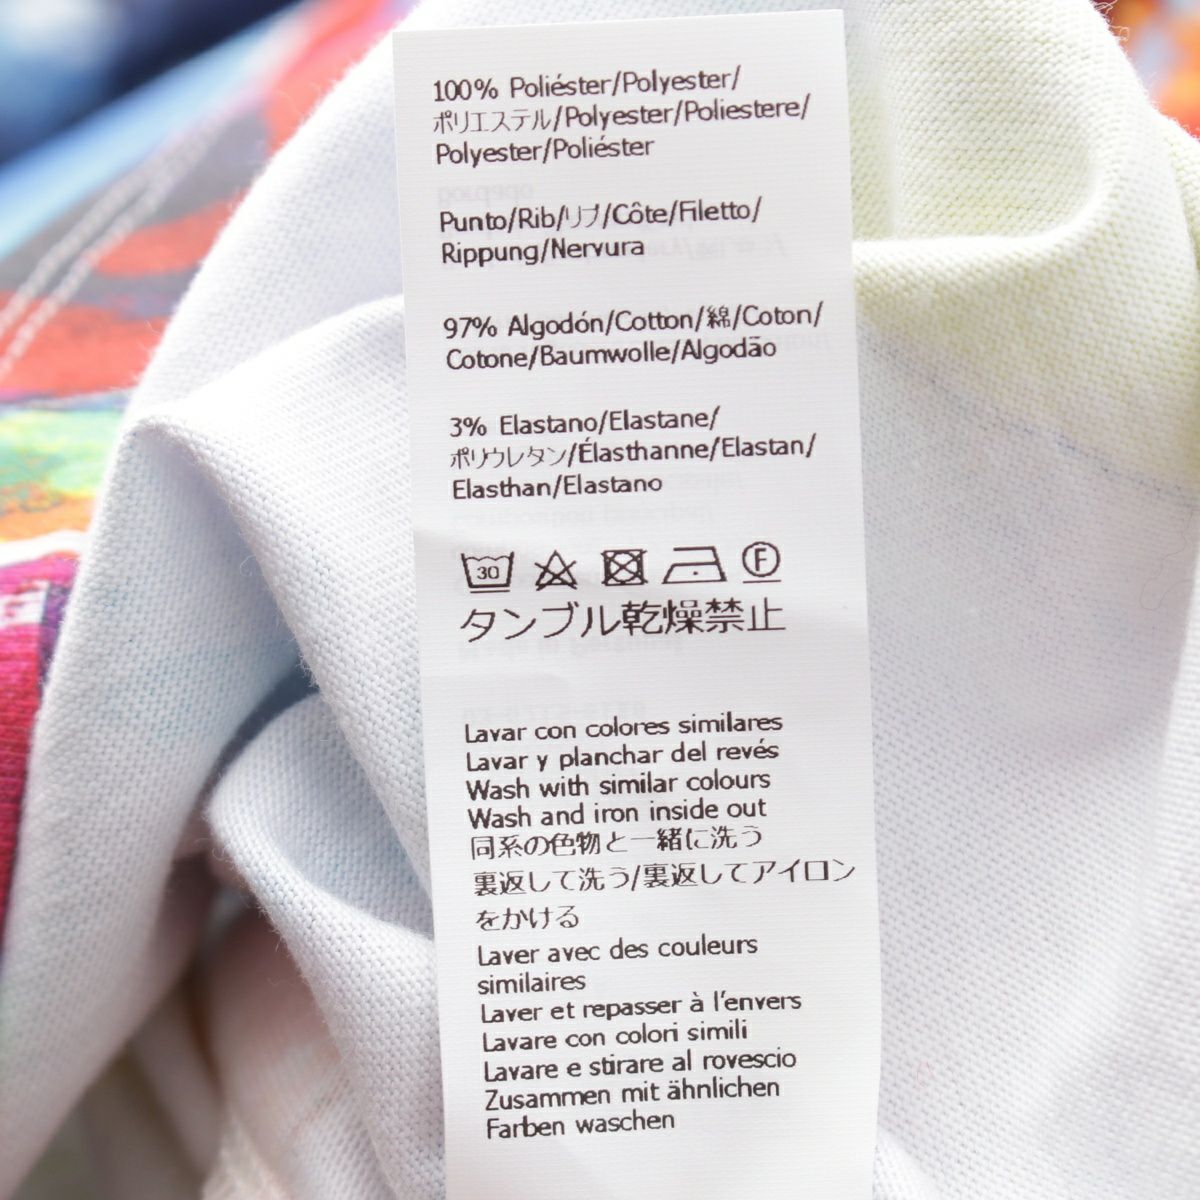 100% Poliéster/Polyester/
ポリエステル/Polyester/Poliestere/
Polyester/Poliéster
Punto/Rib/リブ/Côte/Filetto/
Rippung/Nervura
97% Algodón/Cotton/綿/Coton/
Cotone/Baumwolle/Algodão
3% Elastano/Elastane/
ポリウレタン/Élasthanne/Elastan/
Elasthan/Elastano
30 F
タンブル乾燥禁止
Lavar con colores similares
Lavar y planchar del revés
Wash with similar colours
Wash and iron inside out
同系の色物と一緒に洗う
裏返して洗う/裏返してアイロン
をかける
Laver avec des couleurs
similaires
Laver et repasser à l'envers
Lavare con colori simili
Lavare e stirare al rovescio
Zusammen mit ähnlichen
Farben waschen